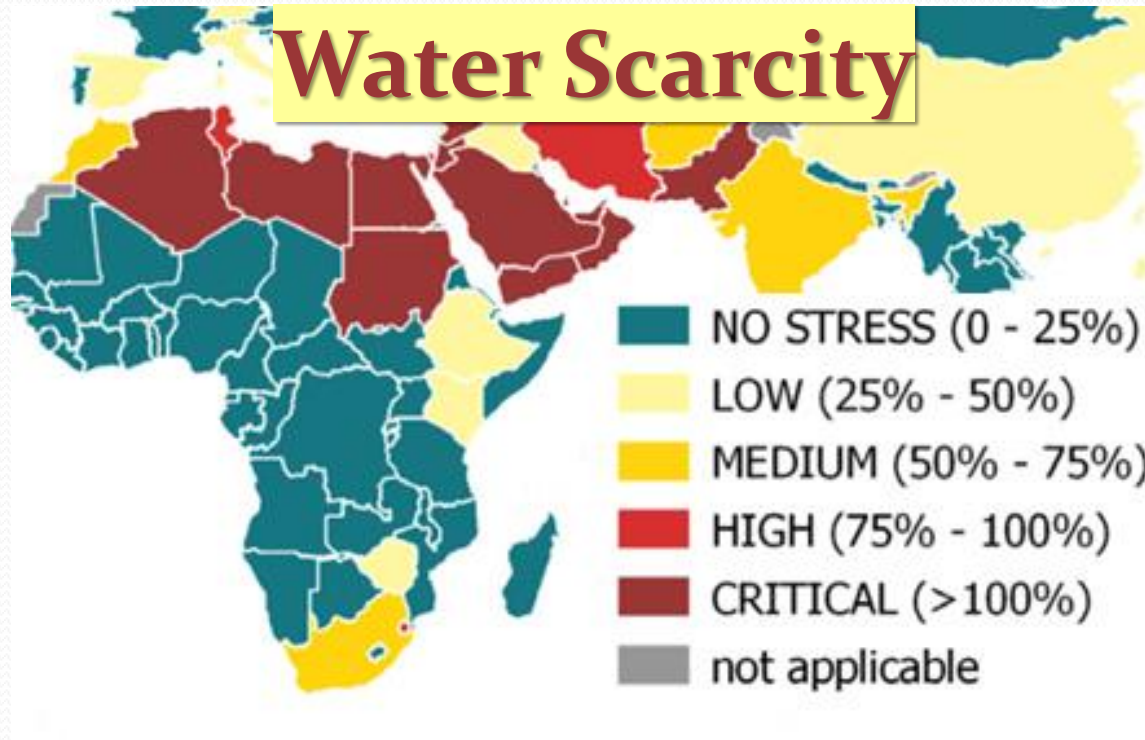 Water Scarcity
NO STRESS (0 - 25%)
LOW (25% - 50%)
MEDIUM (50% - 75%)
HIGH (75% - 100%)
CRITICAL (>100%)
not applicable